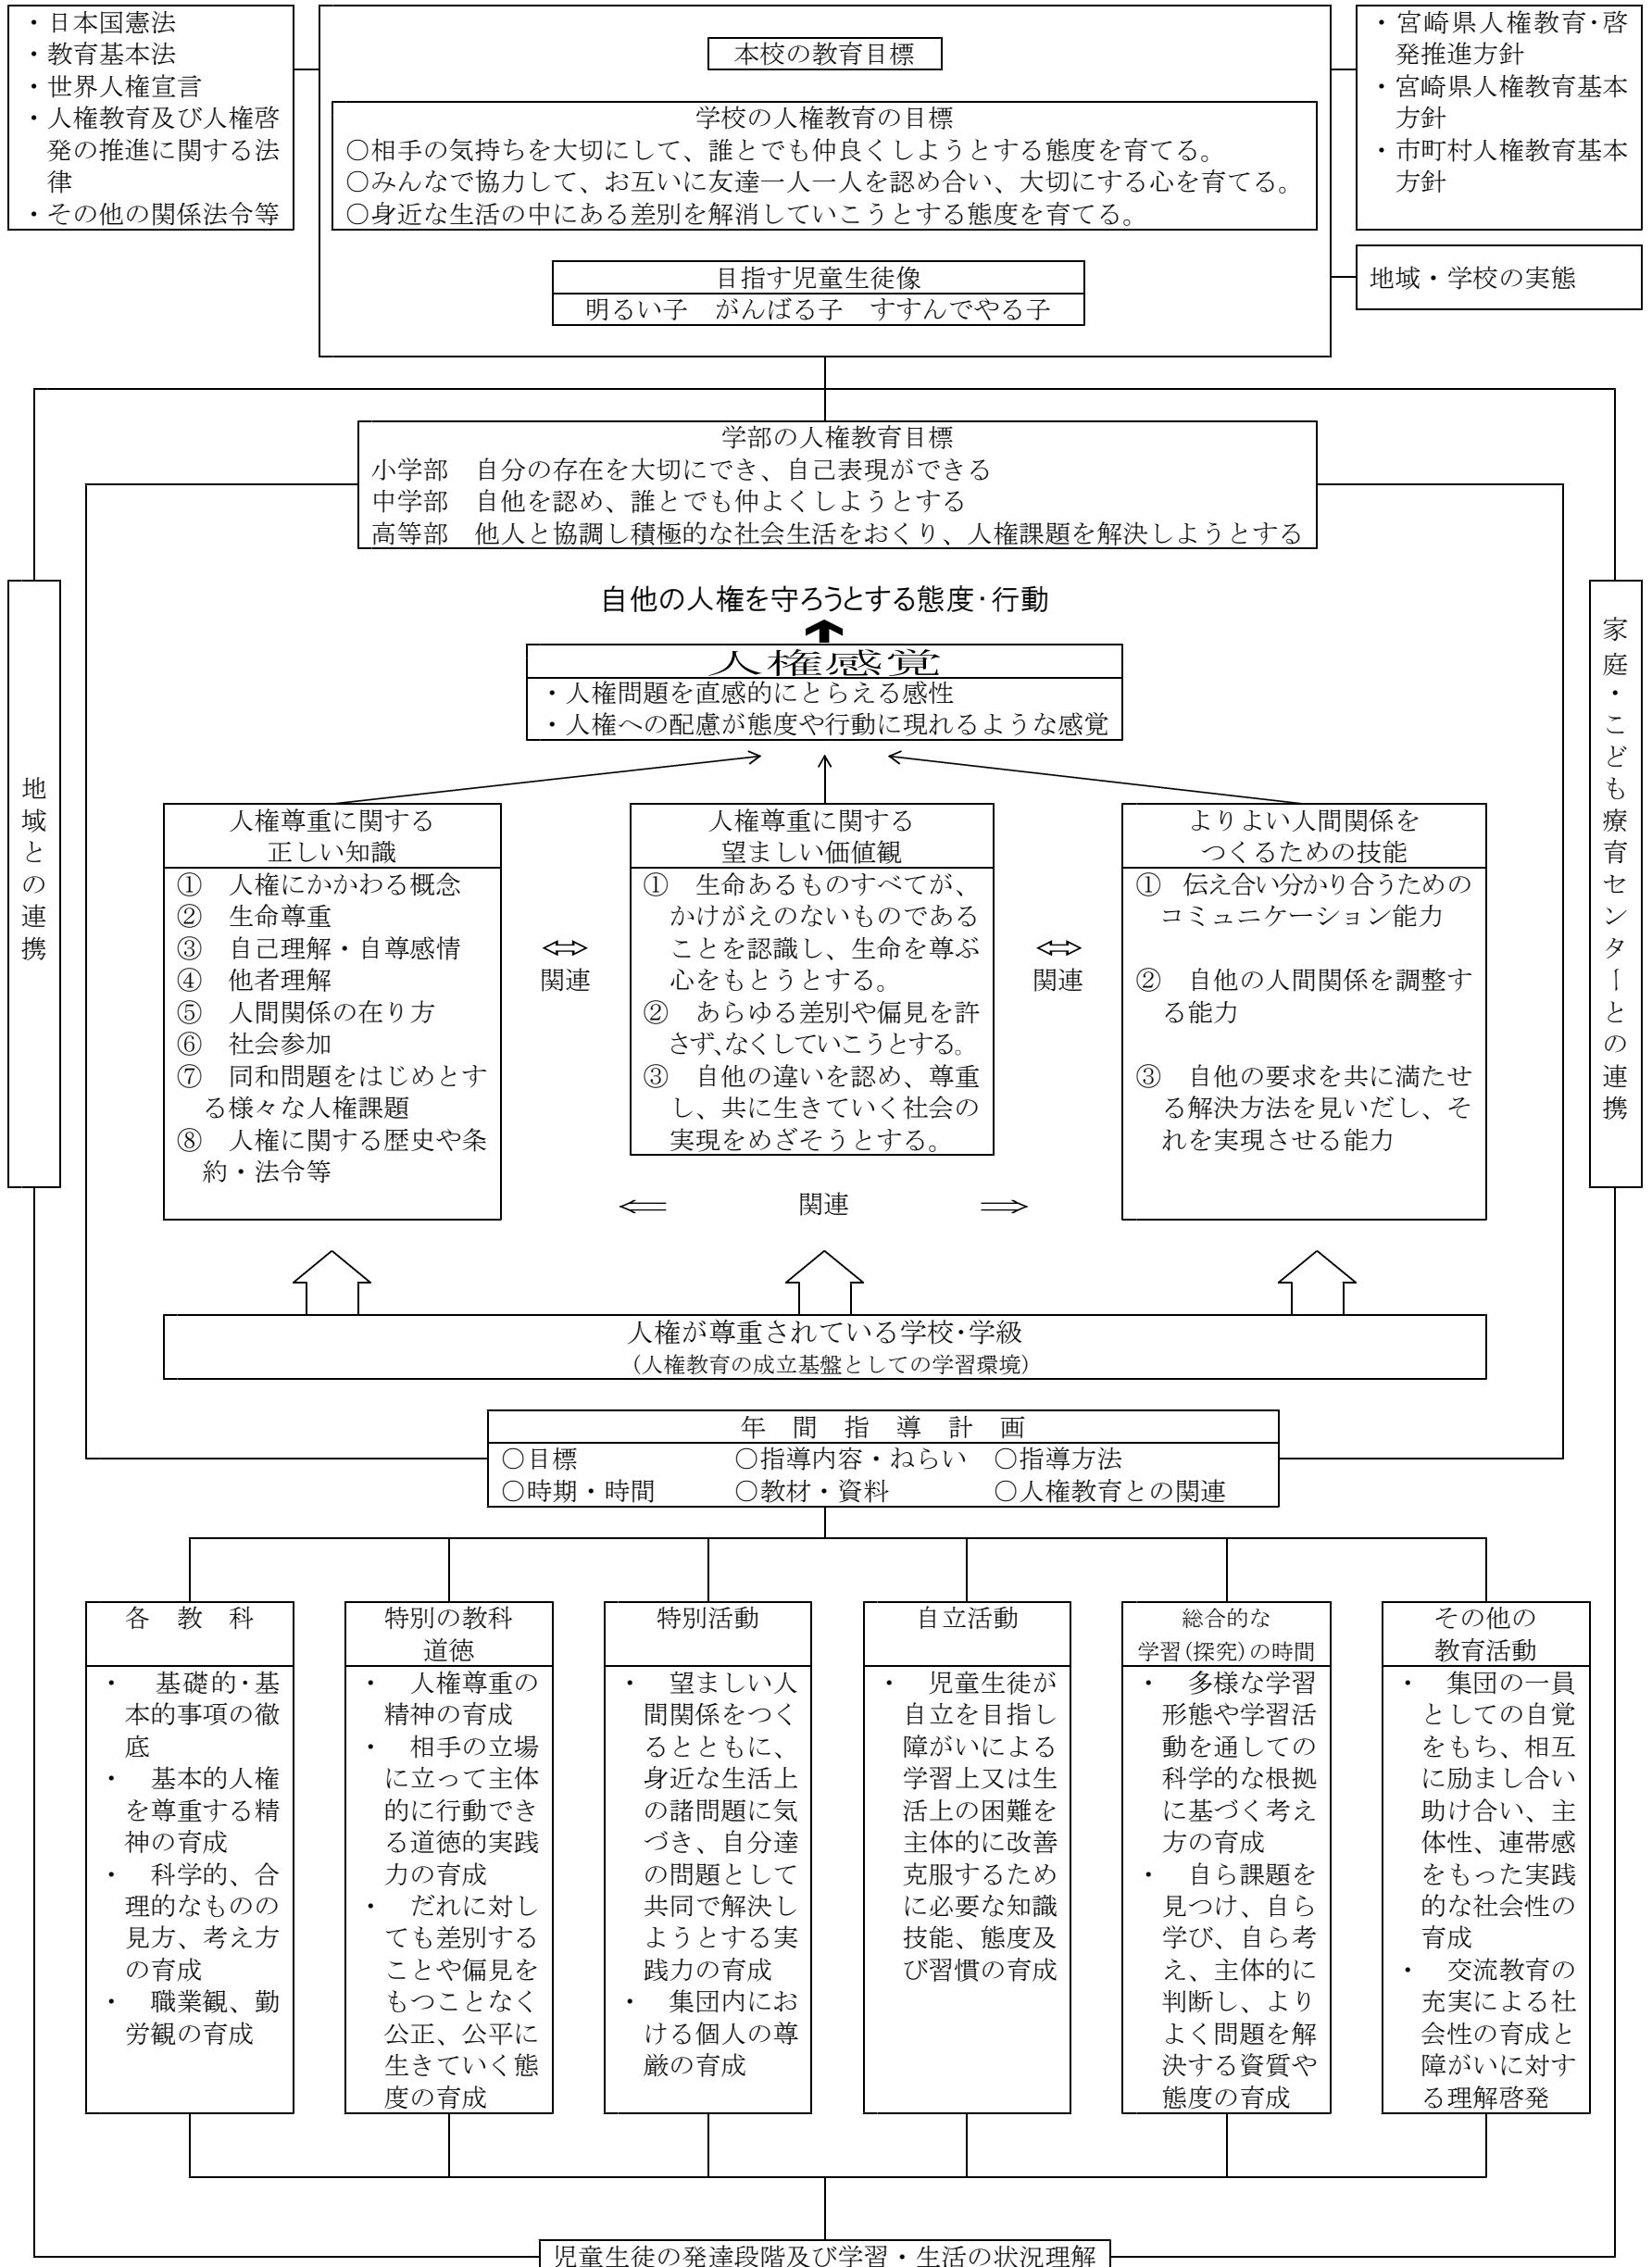 ・日本国憲法
・教育基本法
・世界人権宣言
・人権教育及び人権啓
発の推進に関する法
律
・その他の関係法令等
本校の教育目標
学校の人権教育の目標
○相手の気持ちを大切にして、誰とでも仲良くしようとする態度を育てる。
○みんなで協力して、お互いに友達一人一人を認め合い、大切にする心を育てる。
○身近な生活の中にある差別を解消していこうとする態度を育てる。
目指す児童生徒像
明るい子　がんばる子　すすんでやる子
・宮崎県人権教育・啓
発推進方針
・宮崎県人権教育基本
方針
・市町村人権教育基本
方針
地域・学校の実態
学部の人権教育目標
小学部　自分の存在を大切にでき、自己表現ができる
中学部　自他を認め、誰とでも仲よくしようとする
高等部　他人と協調し積極的な社会生活をおくり、人権課題を解決しようとする
地域との連携
家庭・こども療育センターとの連携
自他の人権を守ろうとする態度・行動
人権感覚
・人権問題を直感的にとらえる感性
・人権への配慮が態度や行動に現れるような感覚
人権尊重に関する
正しい知識
①　人権にかかわる概念
②　生命尊重
③　自己理解・自尊感情
④　他者理解
⑤　人間関係の在り方
⑥　社会参加
⑦　同和問題をはじめとす
る様々な人権課題
⑧　人権に関する歴史や条
約・法令等
⇔
関連
人権尊重に関する
望ましい価値観
①　生命あるものすべてが、
かけがえのないものである
ことを認識し、生命を尊ぶ
心をもとうとする。
②　あらゆる差別や偏見を許
さず、なくしていこうとする。
③　自他の違いを認め、尊重
し、共に生きていく社会の
実現をめざそうとする。
⇔
関連
よりよい人間関係を
つくるための技能
①　伝え合い分かり合うための
コミュニケーション能力
②　自他の人間関係を調整す
る能力
③　自他の要求を共に満たせ
る解決方法を見いだし、そ
れを実現させる能力
⇐　関連　⇒
人権が尊重されている学校・学級
（人権教育の成立基盤としての学習環境）
年　間　指　導　計　画
○目標　○指導内容・ねらい　○指導方法
○時期・時間　○教材・資料　○人権教育との関連
各　教　科
・　基礎的・基
本的事項の徹
底
・　基本的人権
を尊重する精
神の育成
・　科学的、合
理的なものの
見方、考え方
の育成
・　職業観、勤
労観の育成
特別の教科
道徳
・　人権尊重の
精神の育成
・　相手の立場
に立って主体
的に行動でき
る道徳的実践
力の育成
・　だれに対し
ても差別する
ことや偏見を
もつことなく
公正、公平に
生きていく態
度の育成
特別活動
・　望ましい人
間関係をつく
るとともに、
身近な生活上
の諸問題に気
づき、自分達
の問題として
共同で解決し
ようとする実
践力の育成
・　集団内にお
ける個人の尊
厳の育成
自立活動
・　児童生徒が
自立を目指し
障がいによる
学習上又は生
活上の困難を
主体的に改善
克服するため
に必要な知識
技能、態度及
び習慣の育成
総合的な
学習(探究)の時間
・　多様な学習
形態や学習活
動を通しての
科学的な根拠
に基づく考え
方の育成
・　自ら課題を
見つけ、自ら
学び、自ら考
え、主体的に
判断し、より
よく問題を解
決する資質や
態度の育成
その他の
教育活動
・　集団の一員
としての自覚
をもち、相互
に励まし合い
助け合い、主
体性、連帯感
をもった実践
的な社会性の
育成
・　交流教育の
充実による社
会性の育成と
障がいに対す
る理解啓発
児童生徒の発達段階及び学習・生活の状況理解